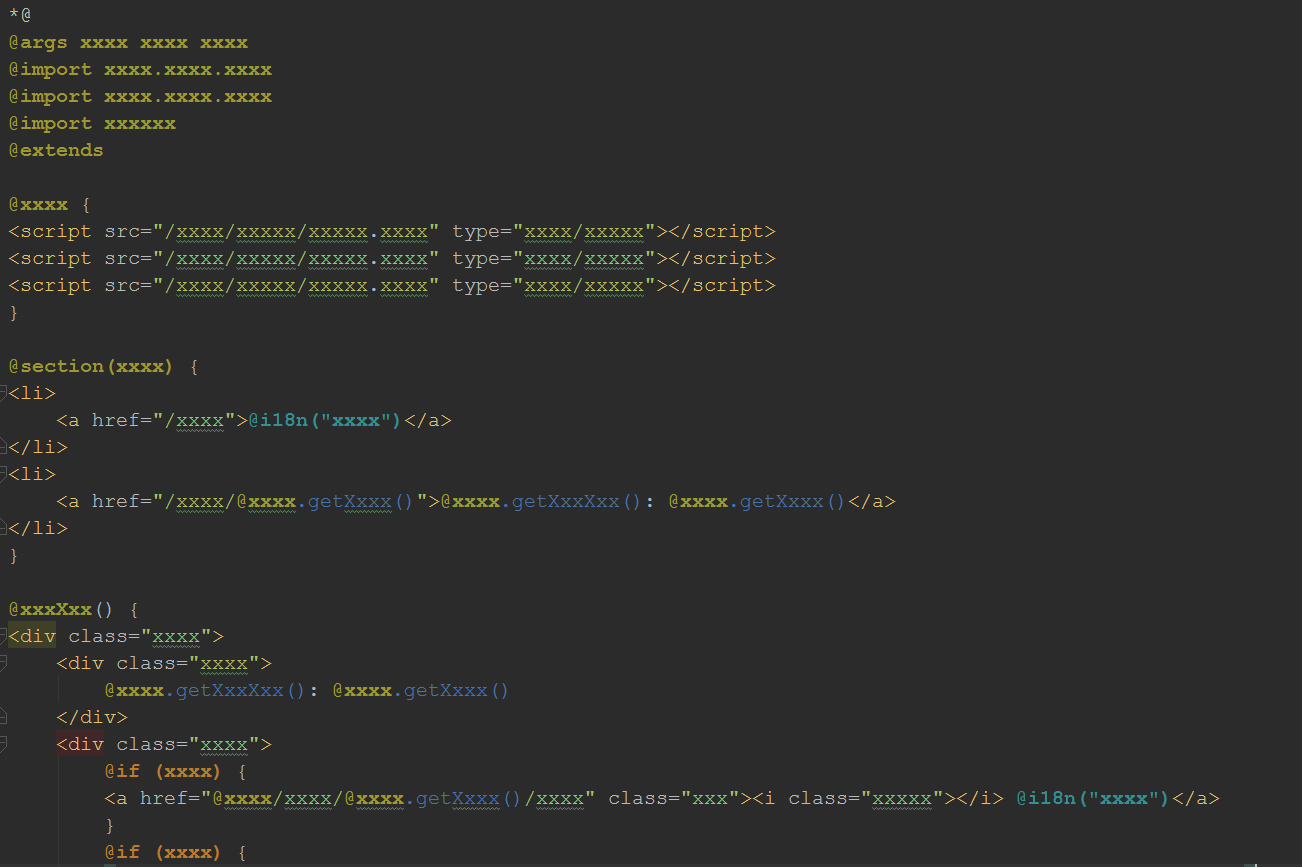 *@
@args xxxx xxxx xxxx
@import xxxx.xxxx.xxxx
@import xxxx.xxxx.xxxx
@import xxxxxx
@extends
@xxxx {
<script src="/xxxx/xxxxx/xxxxx.xxxx" type="xxxx/xxxxx"></script>
<script src="/xxxx/xxxxx/xxxxx.xxxx" type="xxxx/xxxxx"></script>
<script src="/xxxx/xxxxx/xxxxx.xxxx" type="xxxx/xxxxx"></script>
}
@section(xxxx) {
<li>
<a href="/xxxx">@i18n("xxxx")</a>
</li>
<li>
<a href="/xxxx/@xxxx.getXxxx()">@xxxx.getXxxXxx(): @xxxx.getXxxx()</a>
</li>
}
@xxxXxx() {
<div class="xxxx">
<div class="xxxx">
@xxxx.getXxxXxx(): @xxxx.getXxxx()
</div>
<div class="xxxx">
@if (xxxx) {
<a href="@xxxx/xxxx/@xxxx.getXxxx()/xxxx" class="xxx"><i class="xxxxx"></i> @i18n("xxxx")</a>
}
@if (xxxx) {